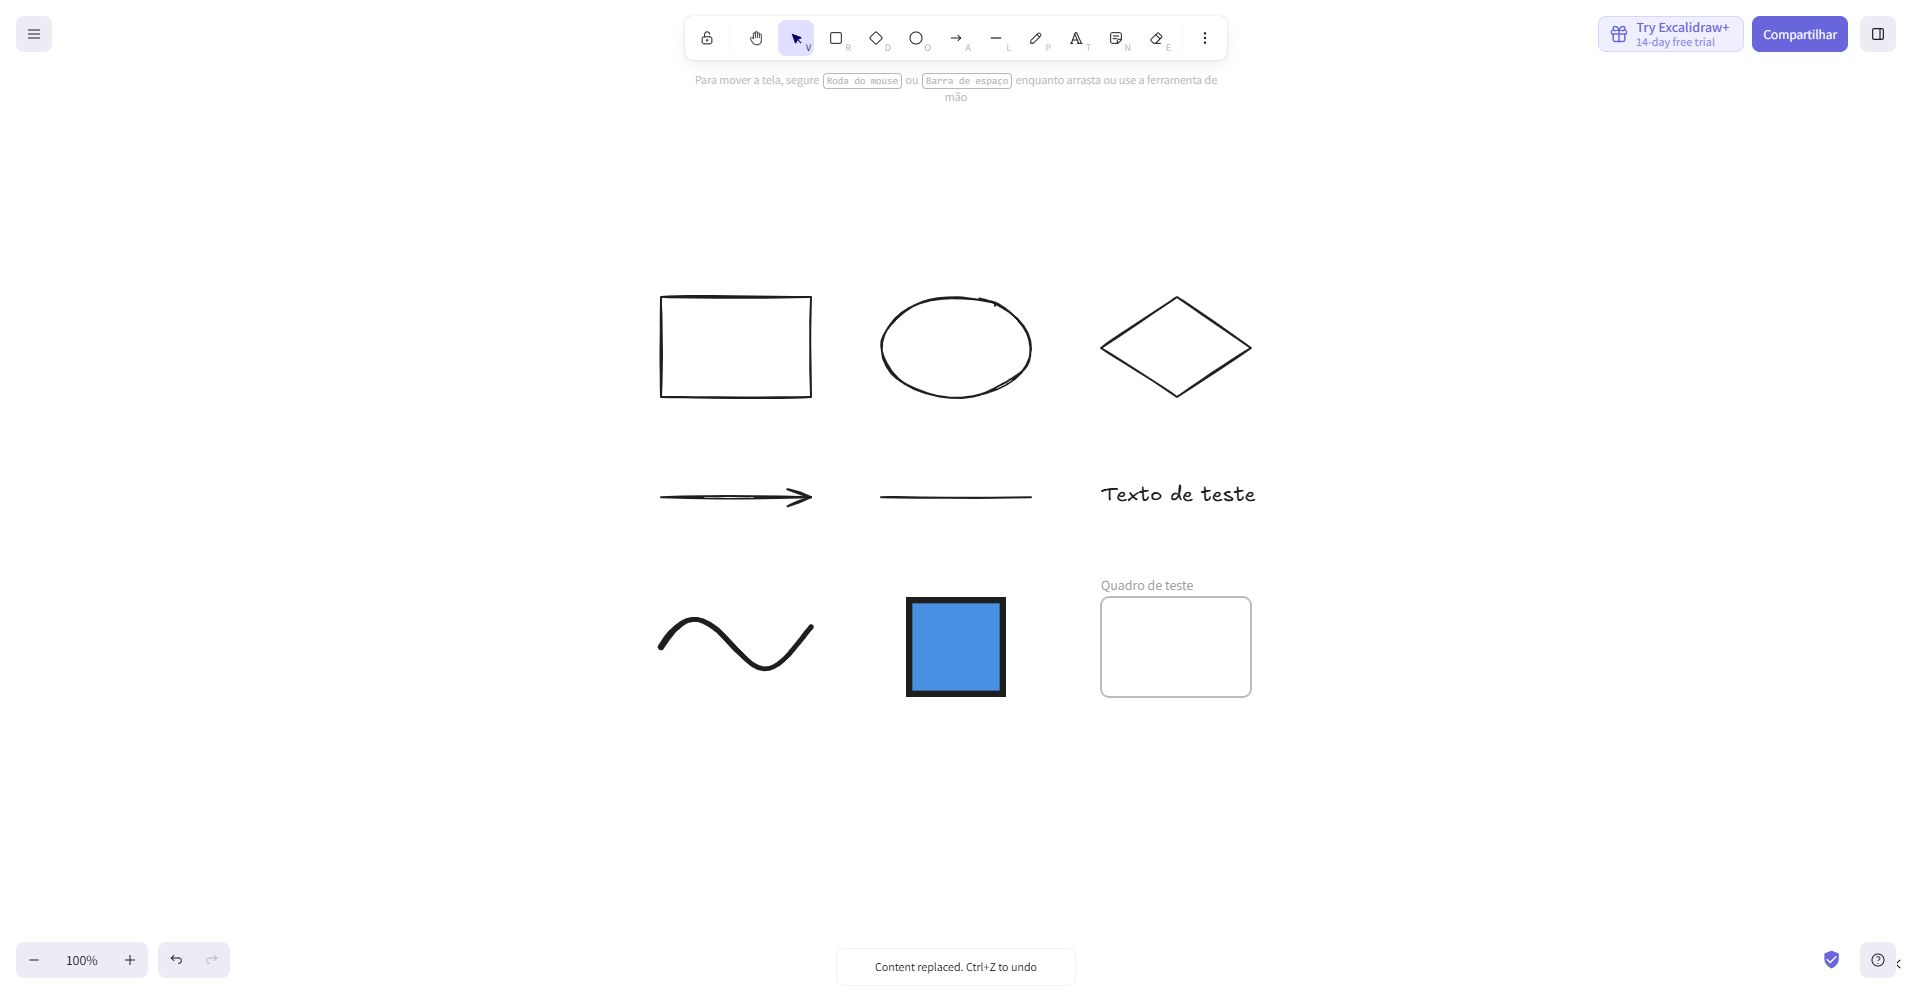 V
R
D
O
A
L
P
T
N
E
Try Excalidraw+
14-day free trial
Compartilhar
Para mover a tela, segure Roda do mouse ou Barra de espaço enquanto arrasta ou use a ferramenta de
mão
Texto de teste
Quadro de teste
100%
Content replaced. Ctrl+Z to undo